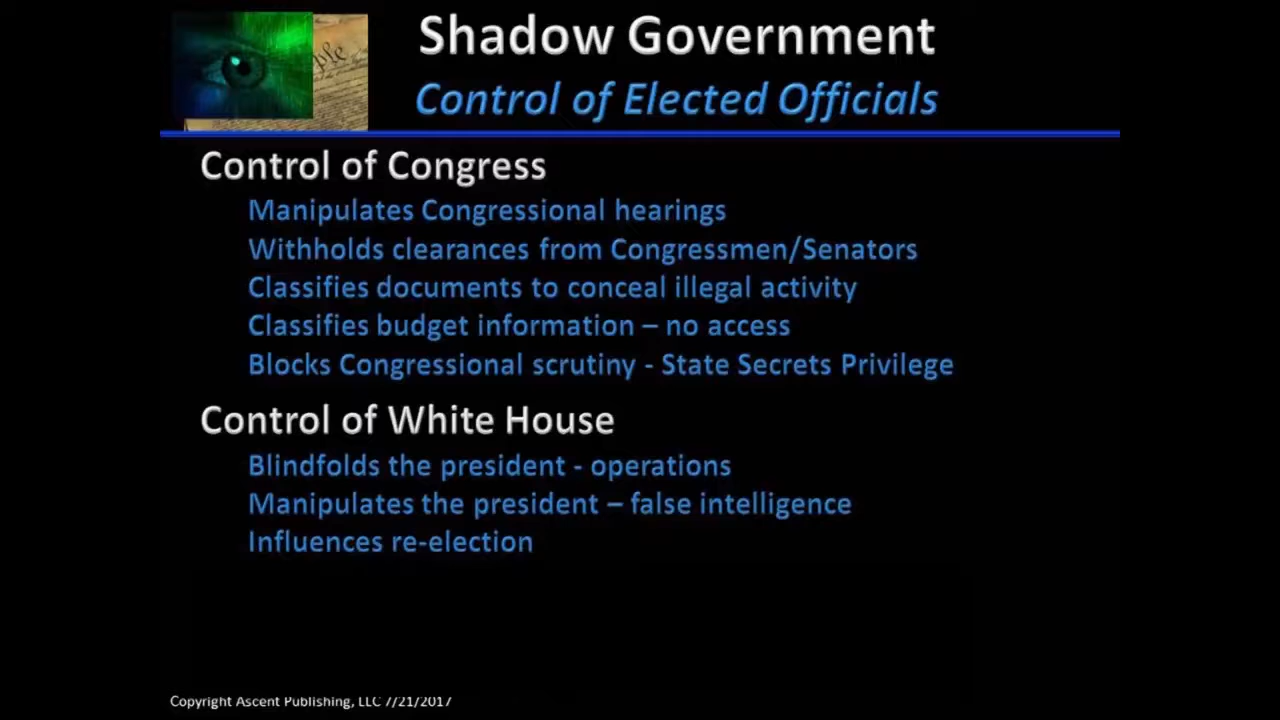 Shadow Government
Control of Elected Officials
Control of Congress
Manipulates Congressional hearings
Withholds clearances from Congressmen/Senators
Classifies documents to conceal illegal activity
Classifies budget information – no access
Blocks Congressional scrutiny - State Secrets Privilege
Control of White House
Blindfolds the president - operations
Manipulates the president – false intelligence
Influences re-election
Copyright Ascent Publishing, LLC 7/21/2017